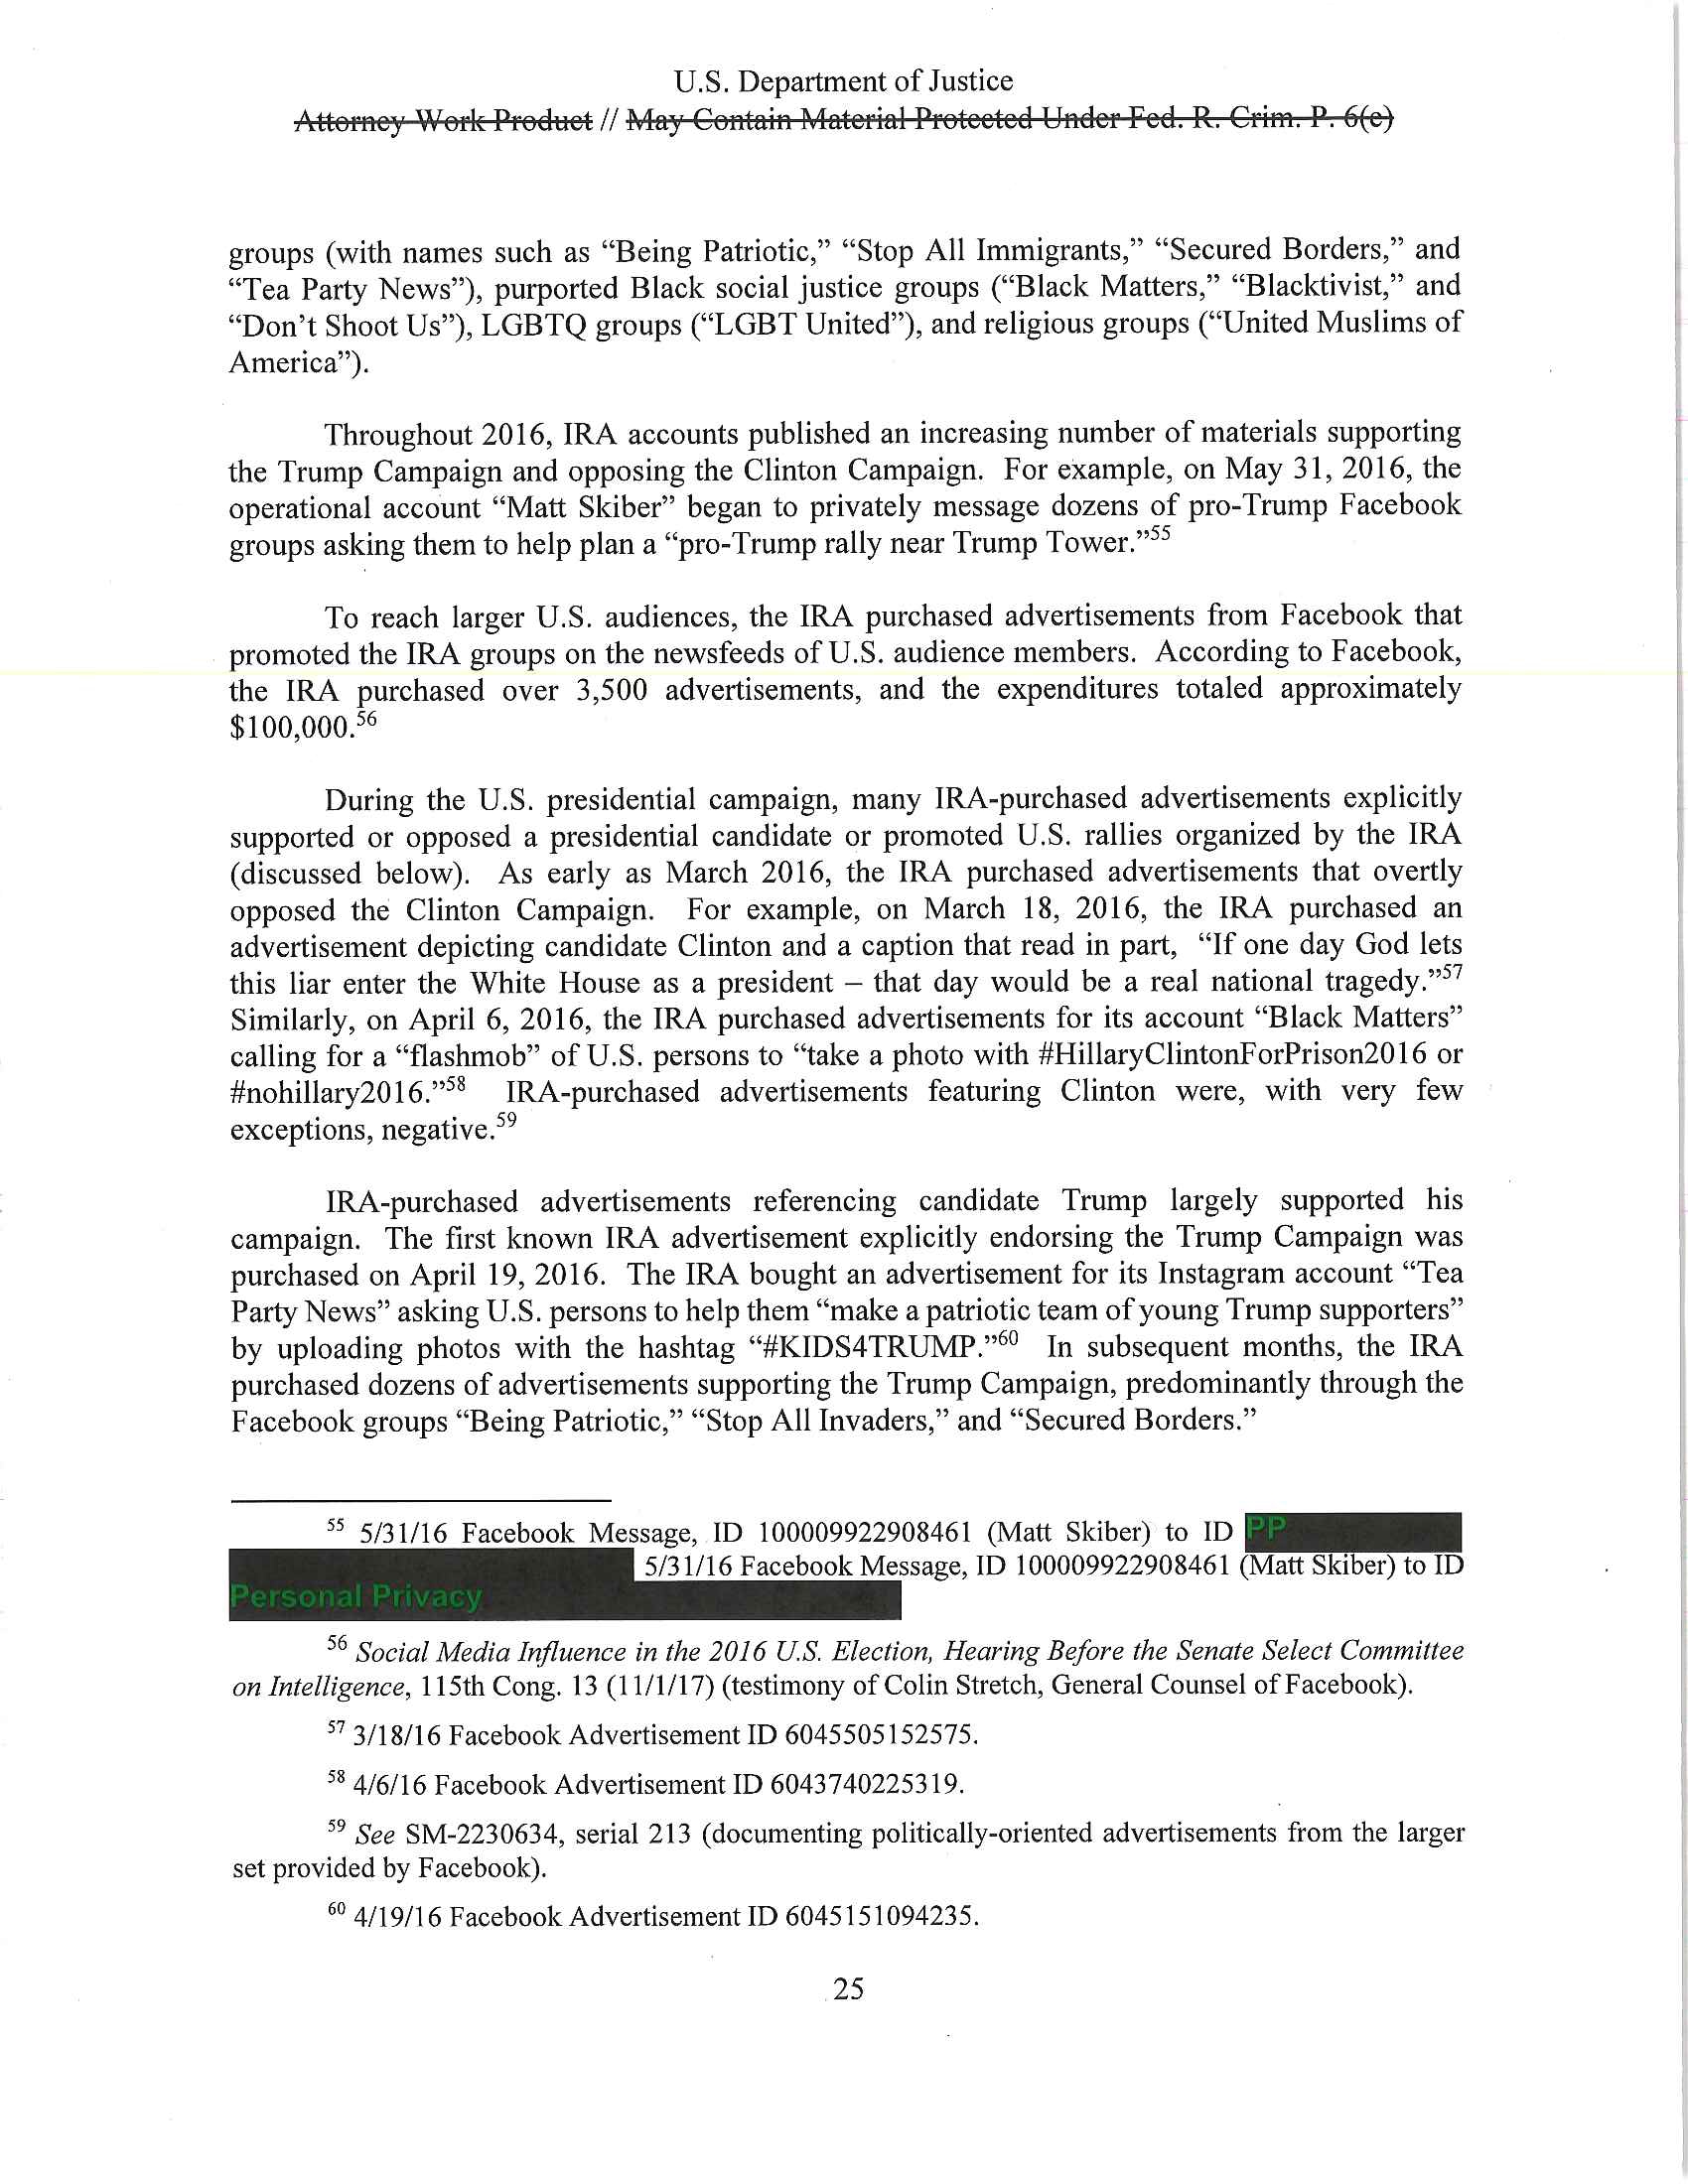 U.S. Department of Justice
Attorney Work Product // May Contain Material Protected Under Fed. R. Crim. P. 6(e)
groups (with names such as “Being Patriotic,” “Stop All Immigrants,” “Secured Borders,” and
“Tea Party News”), purported Black social justice groups (“Black Matters,” “Blacktivist,” and
“Don’t Shoot Us”), LGBTQ groups (“LGBT United”), and religious groups (“United Muslims of
America”).
Throughout 2016, IRA accounts published an increasing number of materials supporting
the Trump Campaign and opposing the Clinton Campaign. For example, on May 31, 2016, the
operational account “Matt Skiber” began to privately message dozens of pro-Trump Facebook
groups asking them to help plan a “pro-Trump rally near Trump Tower.”55
To reach larger U.S. audiences, the IRA purchased advertisements from Facebook that
promoted the IRA groups on the newsfeeds of U.S. audience members. According to Facebook,
the IRA purchased over 3,500 advertisements, and the expenditures totaled approximately
$100,000.56
During the U.S. presidential campaign, many IRA-purchased advertisements explicitly
supported or opposed a presidential candidate or promoted U.S. rallies organized by the IRA
(discussed below). As early as March 2016, the IRA purchased advertisements that overtly
opposed the Clinton Campaign. For example, on March 18, 2016, the IRA purchased an
advertisement depicting candidate Clinton and a caption that read in part, “If one day God lets
this liar enter the White House as a president – that day would be a real national tragedy.”57
Similarly, on April 6, 2016, the IRA purchased advertisements for its account “Black Matters”
calling for a “flashmob” of U.S. persons to “take a photo with #HillaryClintonForPrison2016 or
#nohillary2016.”58 IRA-purchased advertisements featuring Clinton were, with very few
exceptions, negative.59
IRA-purchased advertisements referencing candidate Trump largely supported his
campaign. The first known IRA advertisement explicitly endorsing the Trump Campaign was
purchased on April 19, 2016. The IRA bought an advertisement for its Instagram account “Tea
Party News” asking U.S. persons to help them “make a patriotic team of young Trump supporters”
by uploading photos with the hashtag “#KIDS4TRUMP.”60 In subsequent months, the IRA
purchased dozens of advertisements supporting the Trump Campaign, predominantly through the
Facebook groups “Being Patriotic,” “Stop All Invaders,” and “Secured Borders.”
55 5/31/16 Facebook Message, ID 100009922908461 (Matt Skiber) to ID PP
5/31/16 Facebook Message, ID 100009922908461 (Matt Skiber) to ID
Personal Privacy
56 Social Media Influence in the 2016 U.S. Election, Hearing Before the Senate Select Committee
on Intelligence, 115th Cong. 13 (11/1/17) (testimony of Colin Stretch, General Counsel of Facebook).
57 3/18/16 Facebook Advertisement ID 6045505152575.
58 4/6/16 Facebook Advertisement ID 6043740225319.
59 See SM-2230634, serial 213 (documenting politically-oriented advertisements from the larger
set provided by Facebook).
60 4/19/16 Facebook Advertisement ID 6045151094235.
25